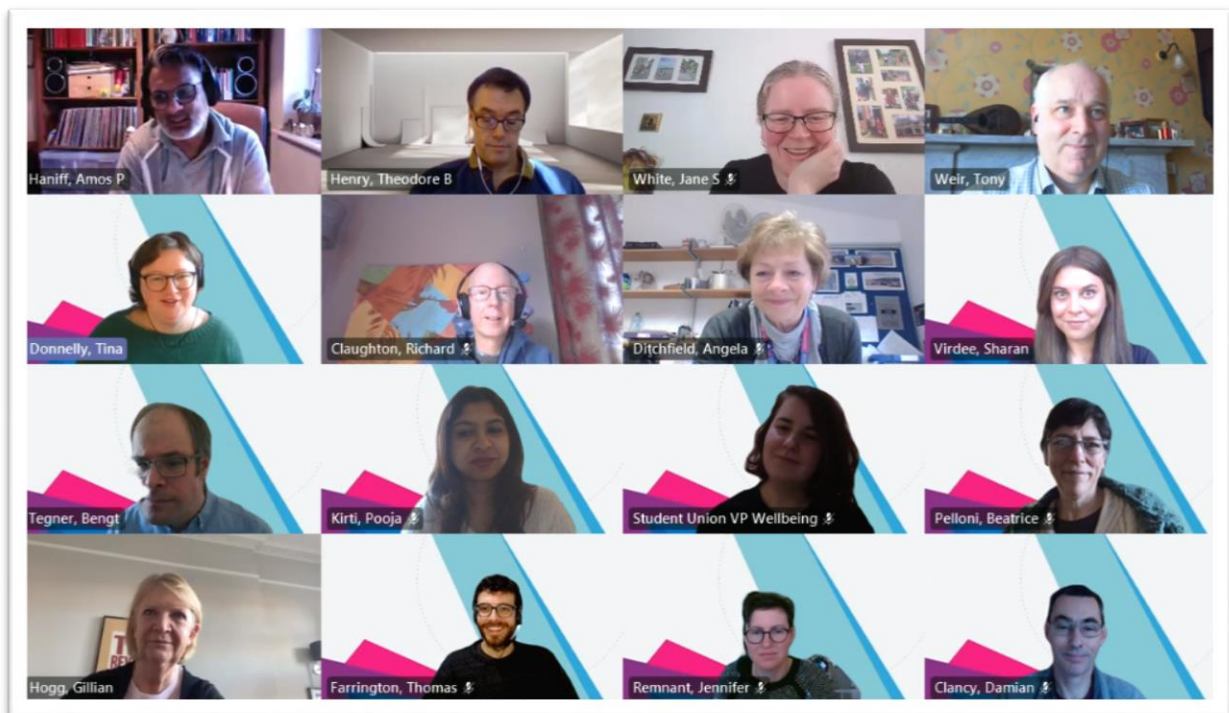 Haniff, Amos P
Henry, Theodore B
White, Jane S
Weir, Tony
Donnelly, Tina
Claughton, Richard
Ditchfield, Angela
Virdee, Sharan
Tegner, Bengt
Kirti, Pooja
Student Union VP Wellbeing
Pelloni, Beatrice
Hogg, Gillian
Farrington, Thomas
Remnant, Jennifer
Clancy, Damian